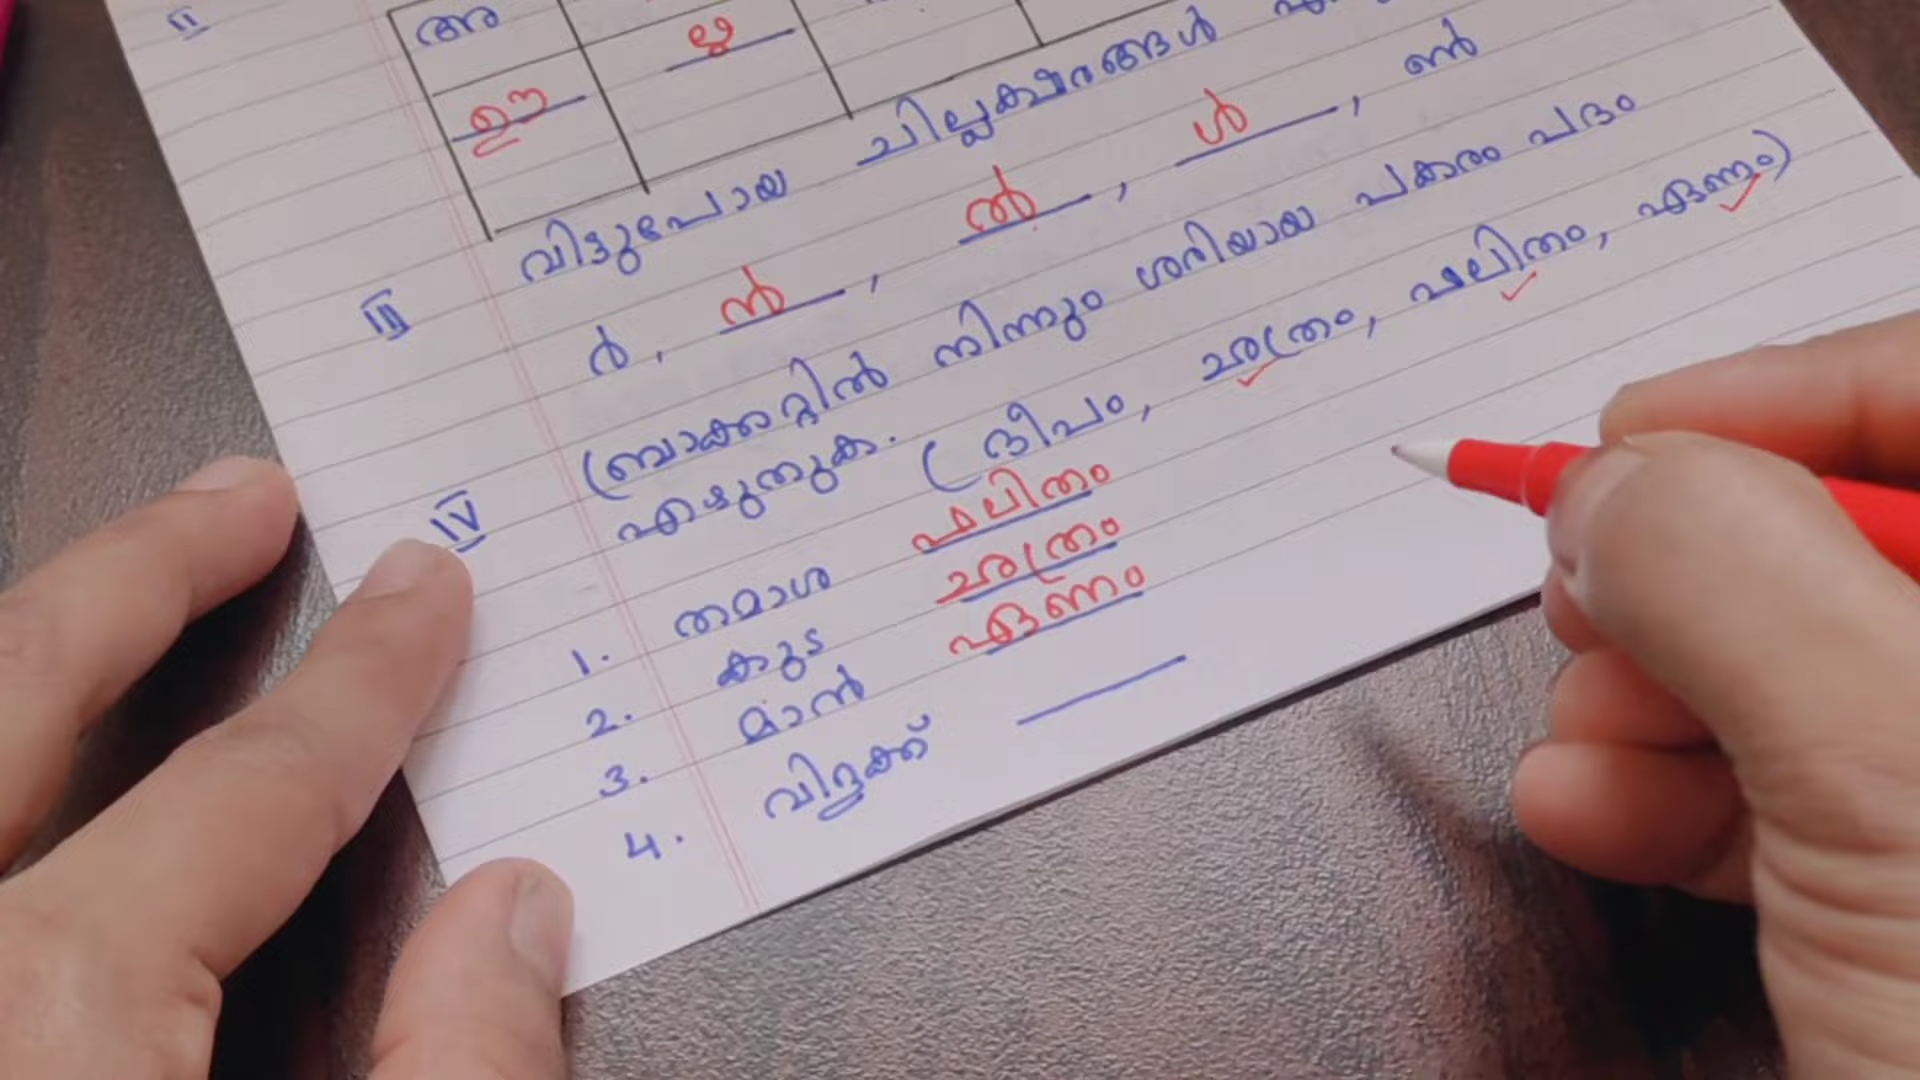 II
അ
ള്ള
ഈ
III വിട്ടുപോയ ചില്ലക്ഷരങ്ങൾ
ർ, ൻ, ൽ, ൾ, ൺ
IV ബ്രാക്കറ്റിൽ നിന്നും ശരിയായ പകരം പദം
എഴുതുക. (ദീപം, ഛത്രം, ഫലിതം, ഏണം)
1. തമാശ ഫലിതം
2. കുട ഛത്രം
3. മാൻ ഏണം
4. വിളക്ക്